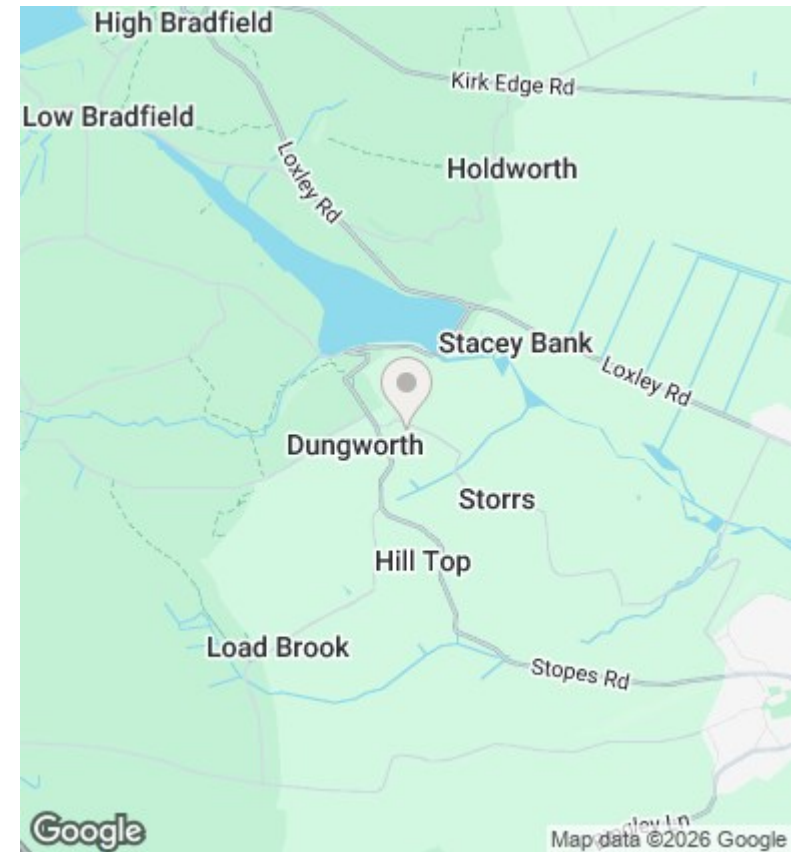 High Bradfield
Kirk Edge Rd
Low Bradfield
Loxley Rd
Holdworth
Stacey Bank
Loxley Rd
Dungworth
Storrs
Hill Top
Load Brook
Stopes Rd
Ln
Google
Map data ©2026 Google